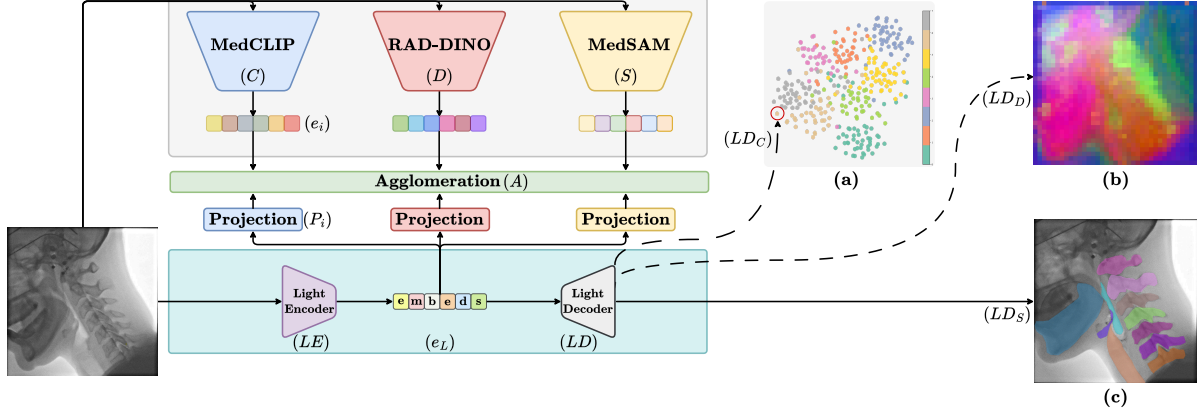 MedCLIP
(C)
RAD-DINO
(D)
MedSAM
(S)
(e_i)
Agglomeration (A)
Projection (P_i)
Projection
Projection
Light
Encoder
(LE)
e m b e d s
(e_L)
Light
Decoder
(LD)
(LD_C)
(LD_D)
(LD_S)
(a)
(b)
(c)